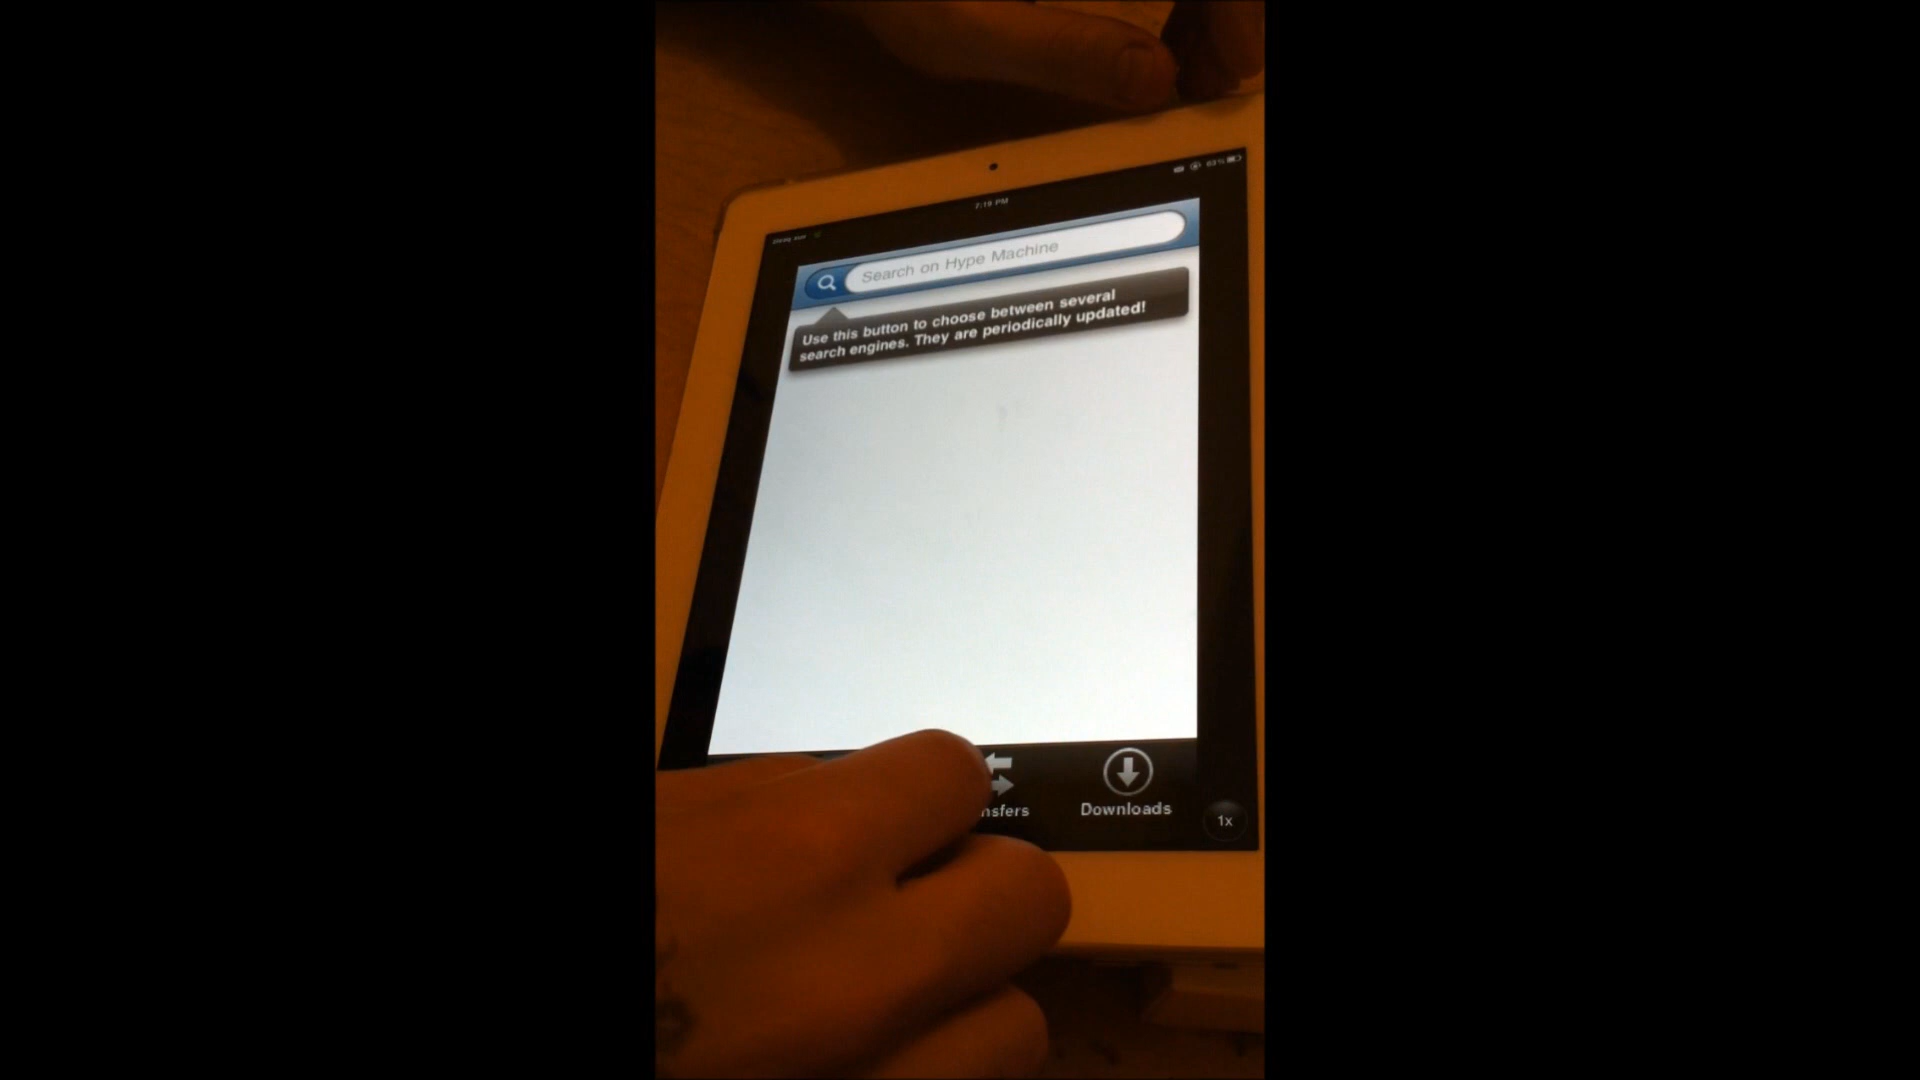 7:19 PM
63%
Search on Hype Machine
Use this button to choose between several
search engines. They are periodically updated!
nsfers
Downloads
1x